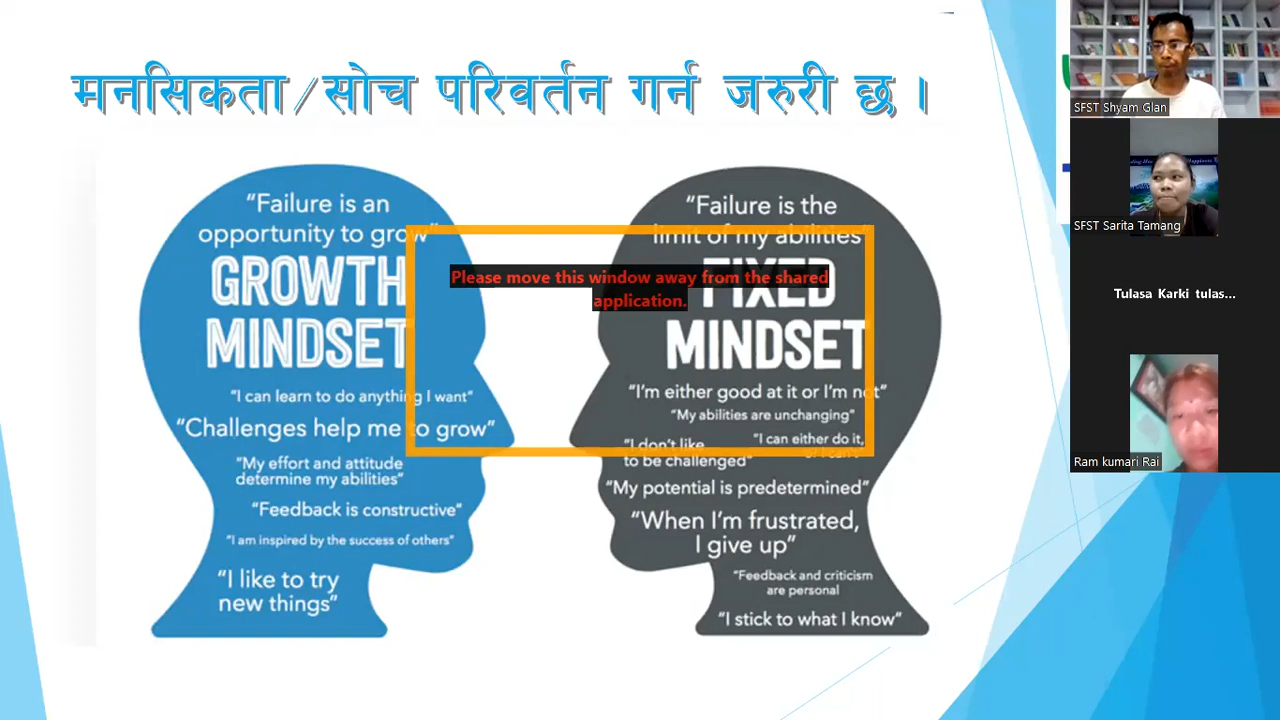 मनसिकता/सोच परिवर्तन गर्न जरुरी छ ।
“Failure is an
opportunity to grow”
GROWTH
MINDSET
“I can learn to do anything I want”
“Challenges help me to grow”
“My effort and attitude
determine my abilities”
“Feedback is constructive”
“I am inspired by the success of others”
“I like to try
new things”
Please move this window away from the shared
application.
“Failure is the
limit of my abilities”
FIXED
MINDSET
“I’m either good at it or I’m not”
“My abilities are unchanging”
“I don’t like
to be challenged”
“I can either do it,
or I can’t”
“My potential is predetermined”
“When I’m frustrated,
I give up”
“Feedback and criticism
are personal”
“I stick to what I know”
SFST Shyam Glan
SFST Sarita Tamang
Tulasa Karki tulas...
Ram kumari Rai